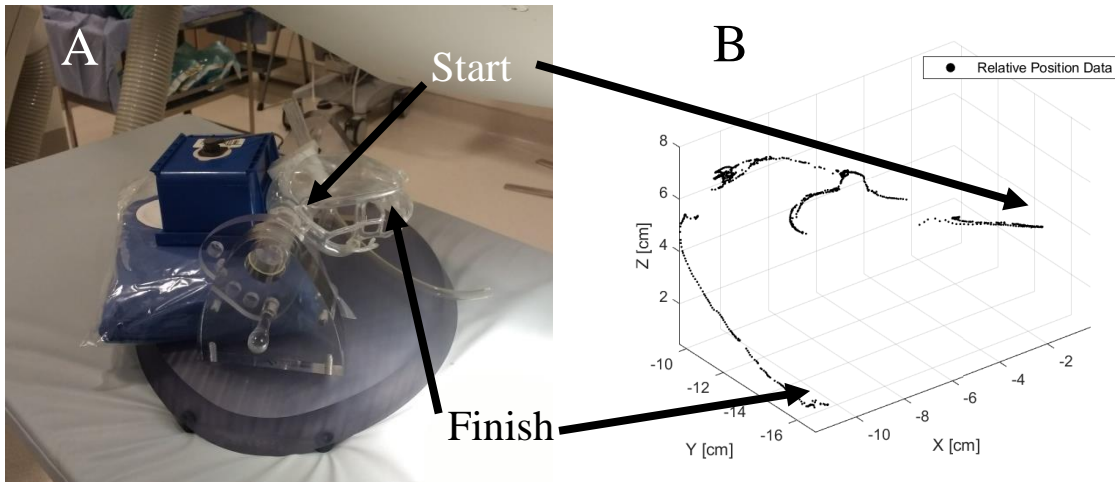 A
Start
Finish
B
Relative Position Data
8
6
4
2
Z [cm]
-10
-12
-14
-16
Y [cm]
-10
-8
-6
-4
-2
X [cm]